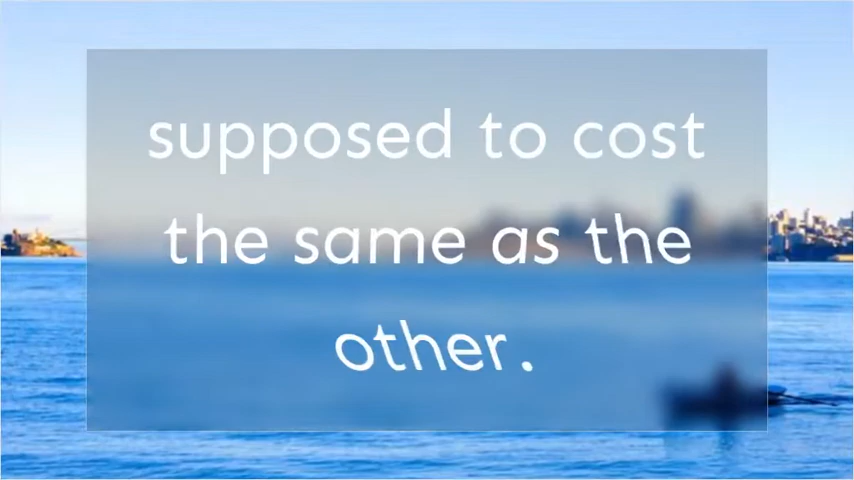 supposed to cost
the same as the
other.